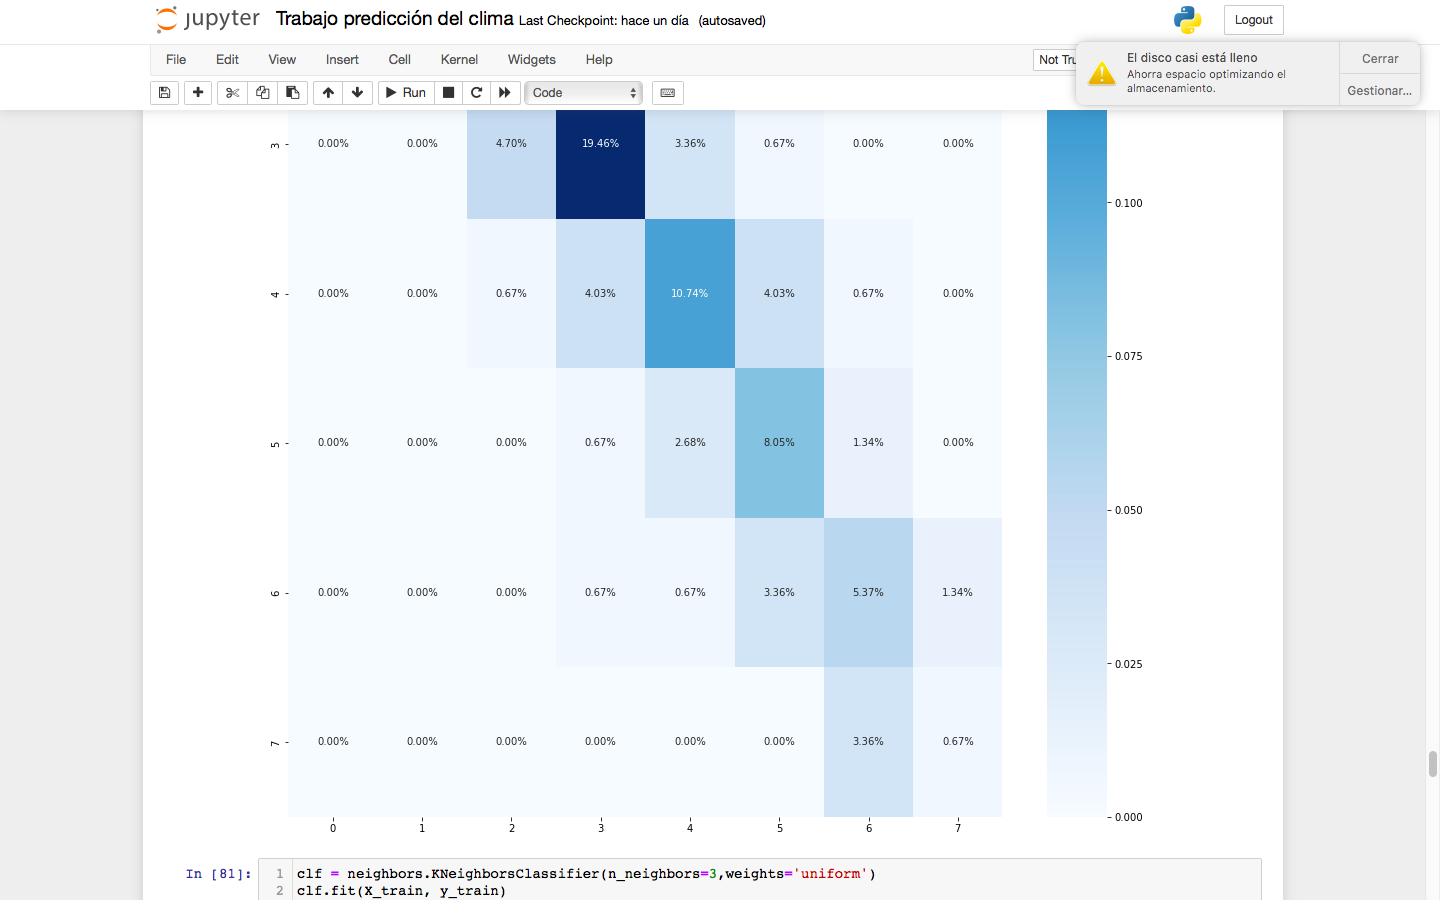 jupyter Trabajo predicción del clima Last Checkpoint: hace un día (autosaved)
Logout
File Edit View Insert Cell Kernel Widgets Help
Not Tru
El disco casi está lleno
Ahorra espacio optimizando el
almacenamiento.
Cerrar
Gestionar...
Run
Code
3 0.00% 0.00% 4.70% 19.46% 3.36% 0.67% 0.00% 0.00%
4 0.00% 0.00% 0.67% 4.03% 10.74% 4.03% 0.67% 0.00%
5 0.00% 0.00% 0.00% 0.67% 2.68% 8.05% 1.34% 0.00%
6 0.00% 0.00% 0.00% 0.67% 0.67% 3.36% 5.37% 1.34%
7 0.00% 0.00% 0.00% 0.00% 0.00% 0.00% 3.36% 0.67%
0 1 2 3 4 5 6 7
0.100
0.075
0.050
0.025
0.000
In [81]:
1 clf = neighbors.KNeighborsClassifier(n_neighbors=3,weights='uniform')
2 clf.fit(X_train, y_train)